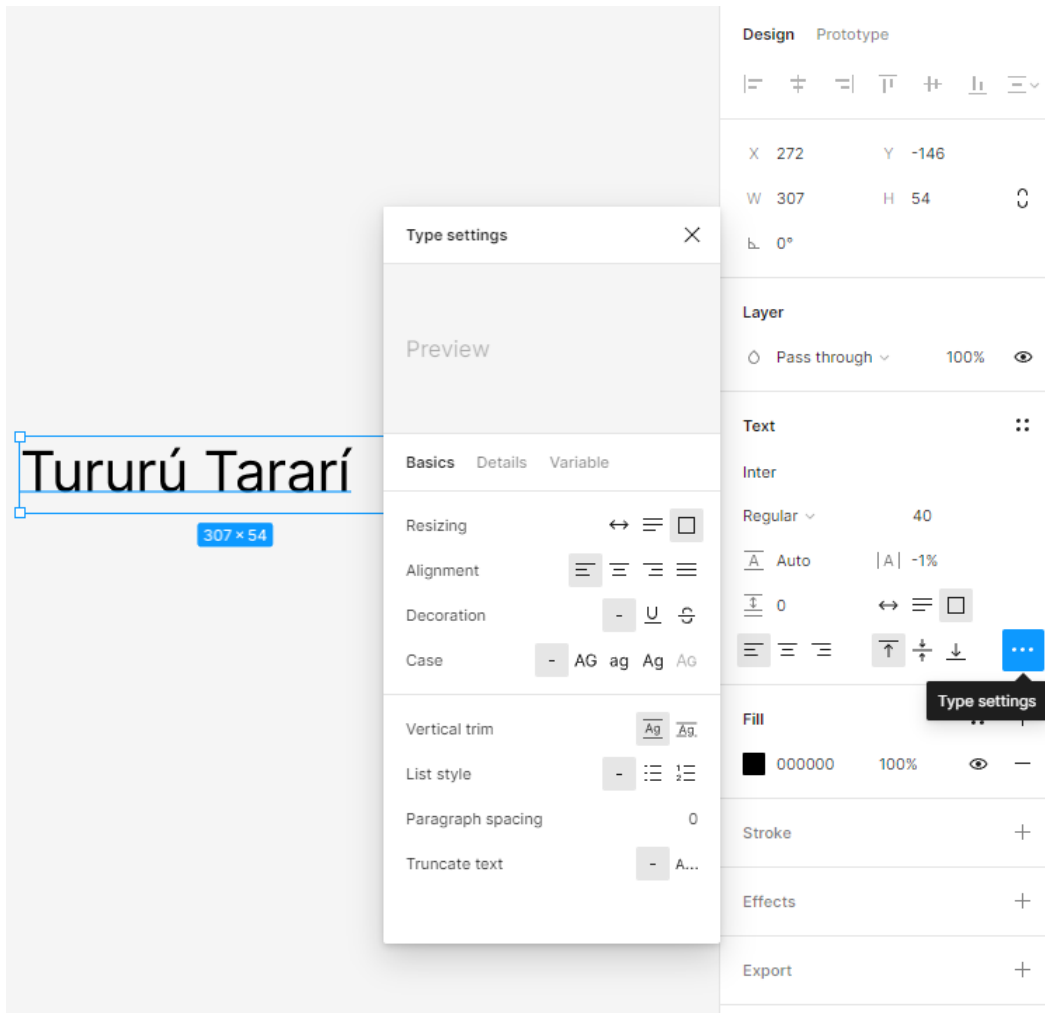 Design Prototype
X 272 Y -146
W 307 H 54
0°
Layer
Pass through 100%
Text
Inter
Regular 40
A Auto |A| -1%
0
Type settings
Fill
000000 100%
Stroke
Effects
Export
Type settings
Preview
Basics Details Variable
Resizing
Alignment
Decoration - U S
Case - AG ag Ag AG
Vertical trim Ag Ag
List style -
Paragraph spacing 0
Truncate text - A...
Tururú Tararí
307 × 54